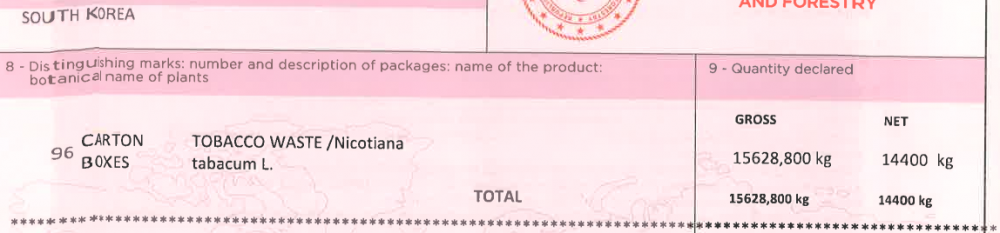 SOUTH KOREA
AND FORESTRY
8 - Distinguishing marks: number and description of packages: name of the product:
botanical name of plants
9 - Quantity declared
GROSS NET
96 CARTON BOXES TOBACCO WASTE /Nicotiana
tabacum L.
15628,800 kg 14400 kg
TOTAL 15628,800 kg 14400 kg